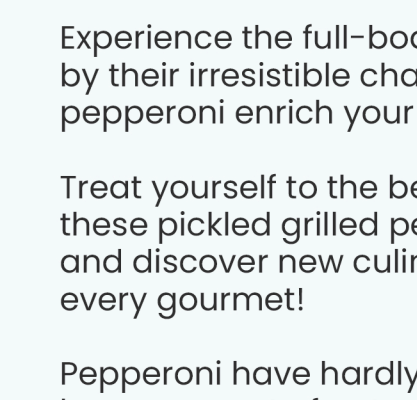 Experience the full-
by their irresistible
pepperoni enrich your
Treat yourself to the
these pickled grilled
and discover new
every gourmet!
Pepperoni have hardly